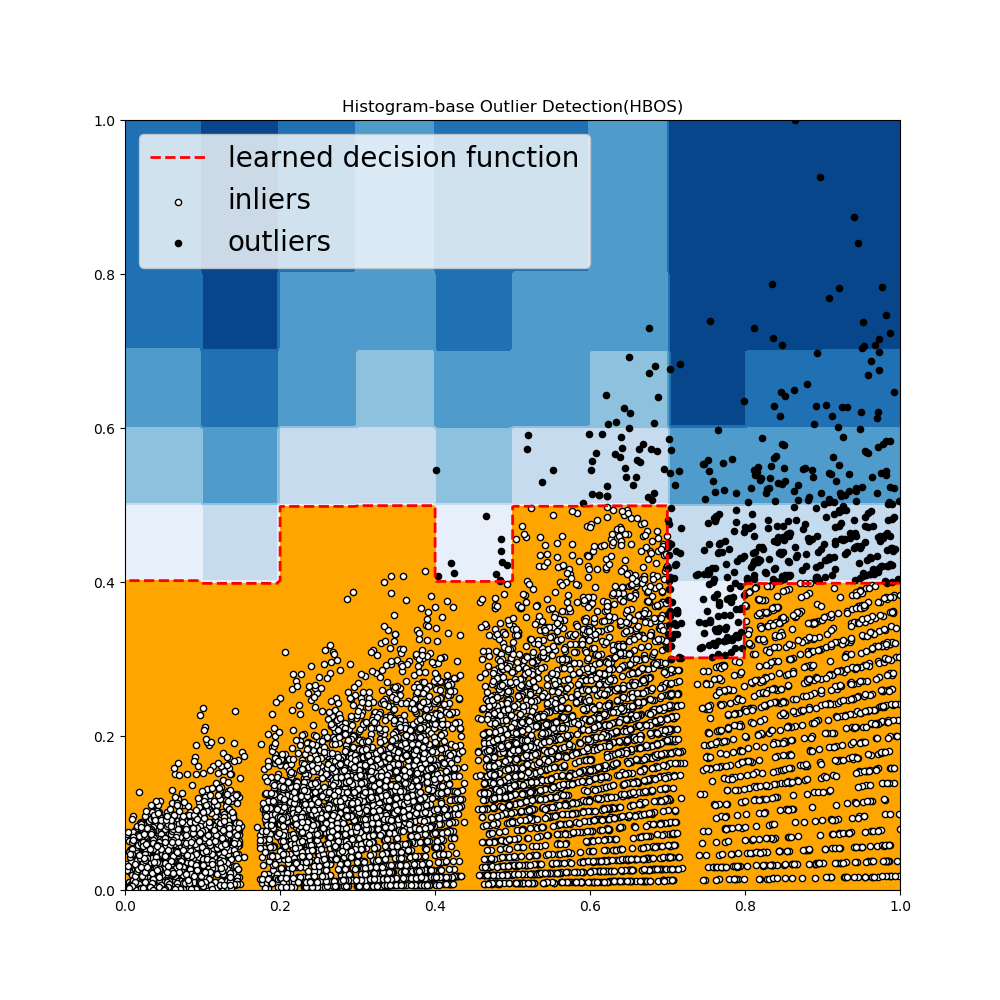 Histogram-base Outlier Detection(HBOS)
1.0
learned decision function
inliers
outliers
0.8
0.6
0.4
0.2
0.0
0.0 0.2 0.4 0.6 0.8 1.0